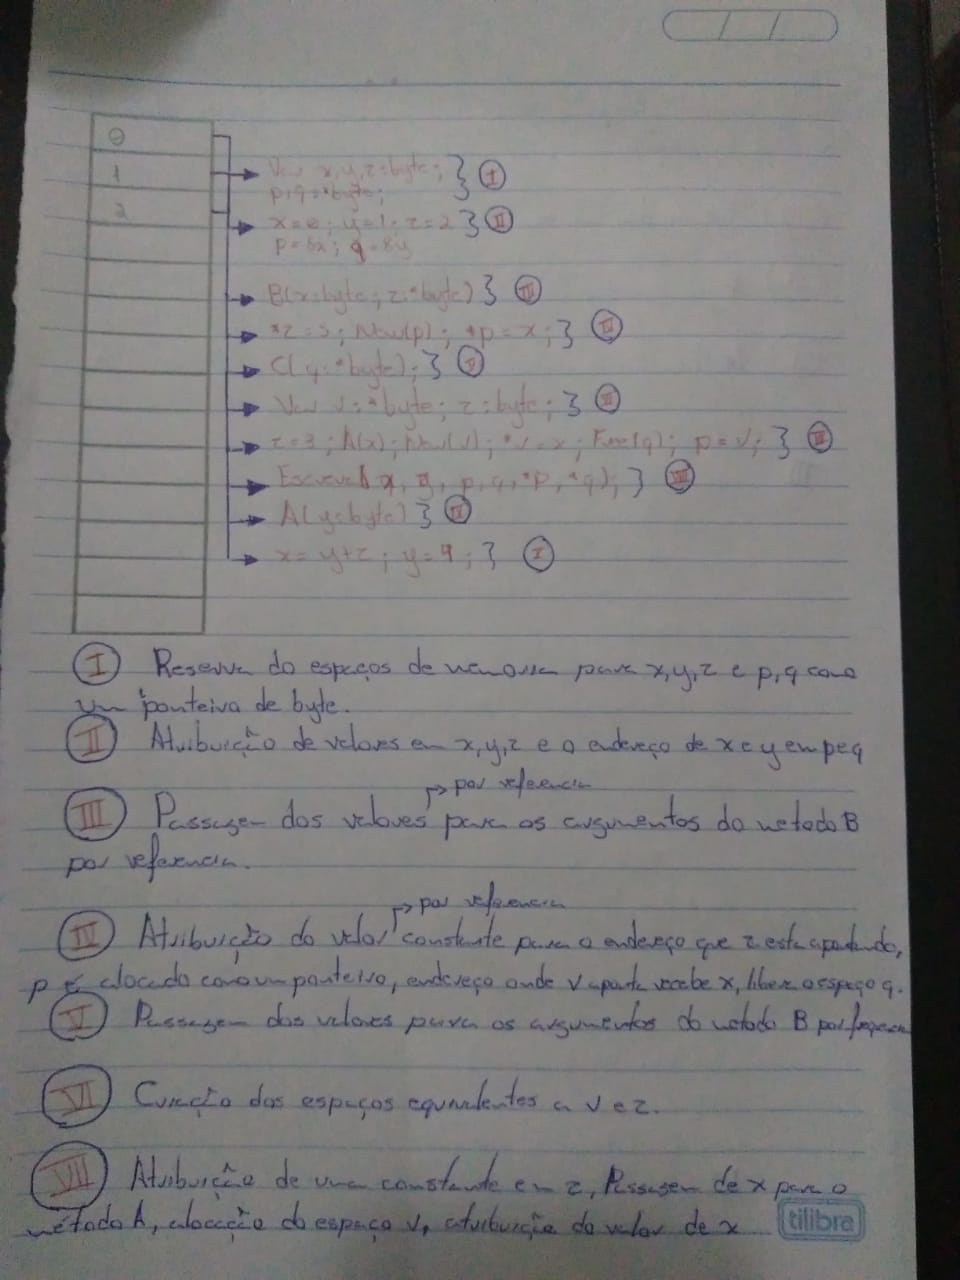 0
1
2
Var x,y,z:byte; } I
p,q:*byte;
x=0; y=1; z=2 } II
p=&x; q=&y
B(x:byte; z:*byte) } III
*z=5; New(p); *p=x; } IV
C(q:*byte); } V
Var v:*byte; z:byte; } VI
z=3; A(x); New(v); *v=x; Free(q); p=v; } VII
Escreva( x, y, p, q, *p, *q); } VIII
A(y:byte) } IX
x= y+z; y=9; } X
I Reserva do espaços de memoria para x,y,z e p,q como
um ponteiro de byte.
II Atribuição de valores em x,y,z e o endereço de x e y em p e q
→ por referencia
III Passagem dos valores para os argumentos do metodo B
por referencia.
→ por referencia
IV Atribuição do valor constante para o endereço que z esta apontando,
p é alocado como um ponteiro, endereço onde v aponta recebe x, libera o espaço q.
V Passagem dos valores para os argumentos do metodo B por
VI Criação dos espaços equivalentes a v e z.
VII Atribuição de uma constante em z, Passagem de x para o
método A, alocação do espaço v, atribuição do valor de x
tilibra